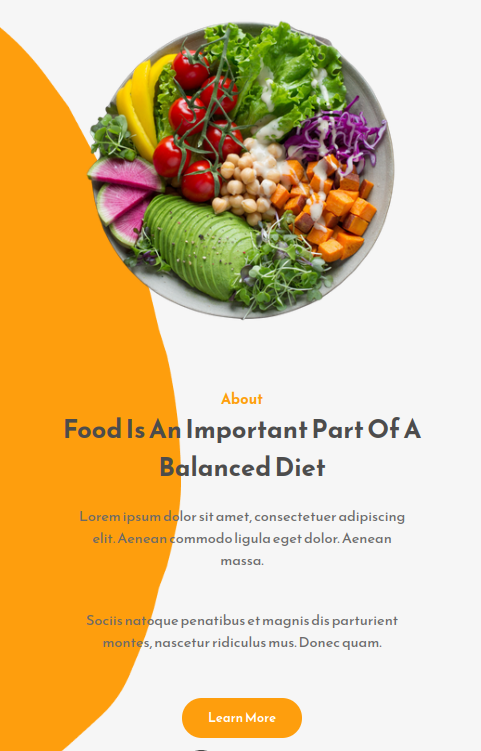 About
Food Is An Important Part Of A
Balanced Diet
Lorem ipsum dolor sit amet, consectetuer adipiscing
elit. Aenean commodo ligula eget dolor. Aenean
massa.
Sociis natoque penatibus et magnis dis parturient
montes, nascetur ridiculus mus. Donec quam.
Learn More